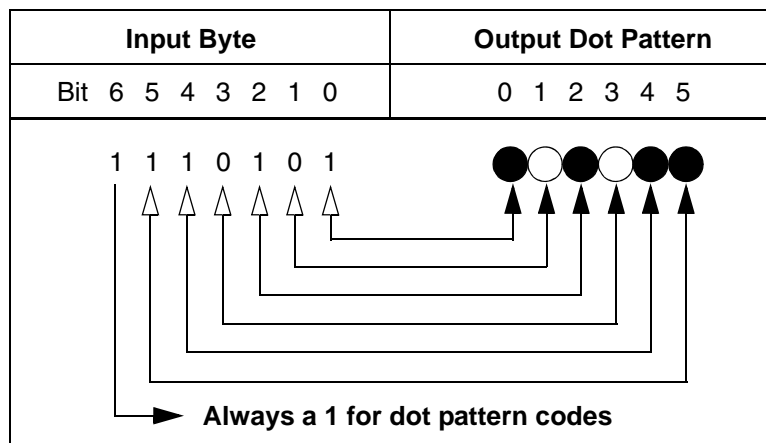 Input Byte Output Dot Pattern
Bit 6 5 4 3 2 1 0 0 1 2 3 4 5
1 1 1 0 1 0 1
Always a 1 for dot pattern codes